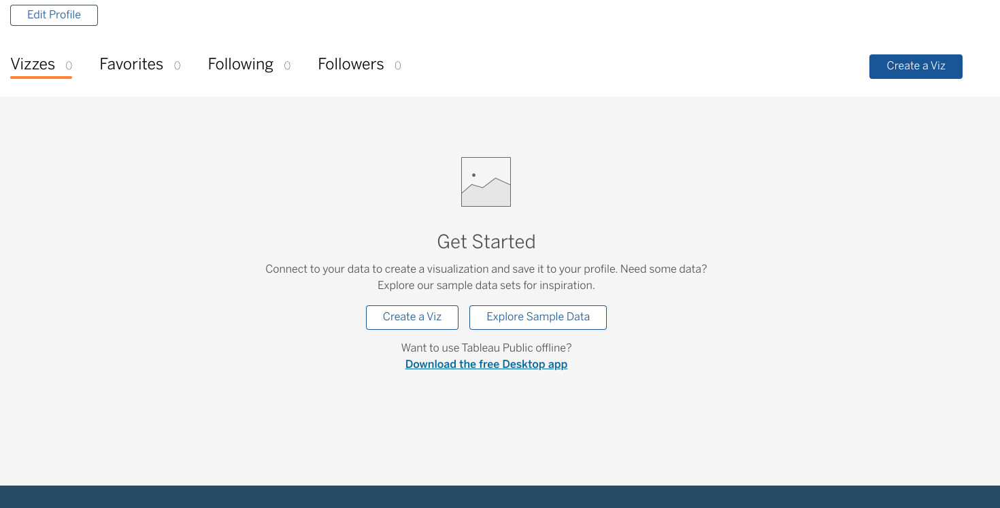 Edit Profile
Vizzes 0 Favorites 0 Following 0 Followers 0 Create a Viz
Get Started
Connect to your data to create a visualization and save it to your profile. Need some data?
Explore our sample data sets for inspiration.
Create a Viz Explore Sample Data
Want to use Tableau Public offline?
Download the free Desktop app